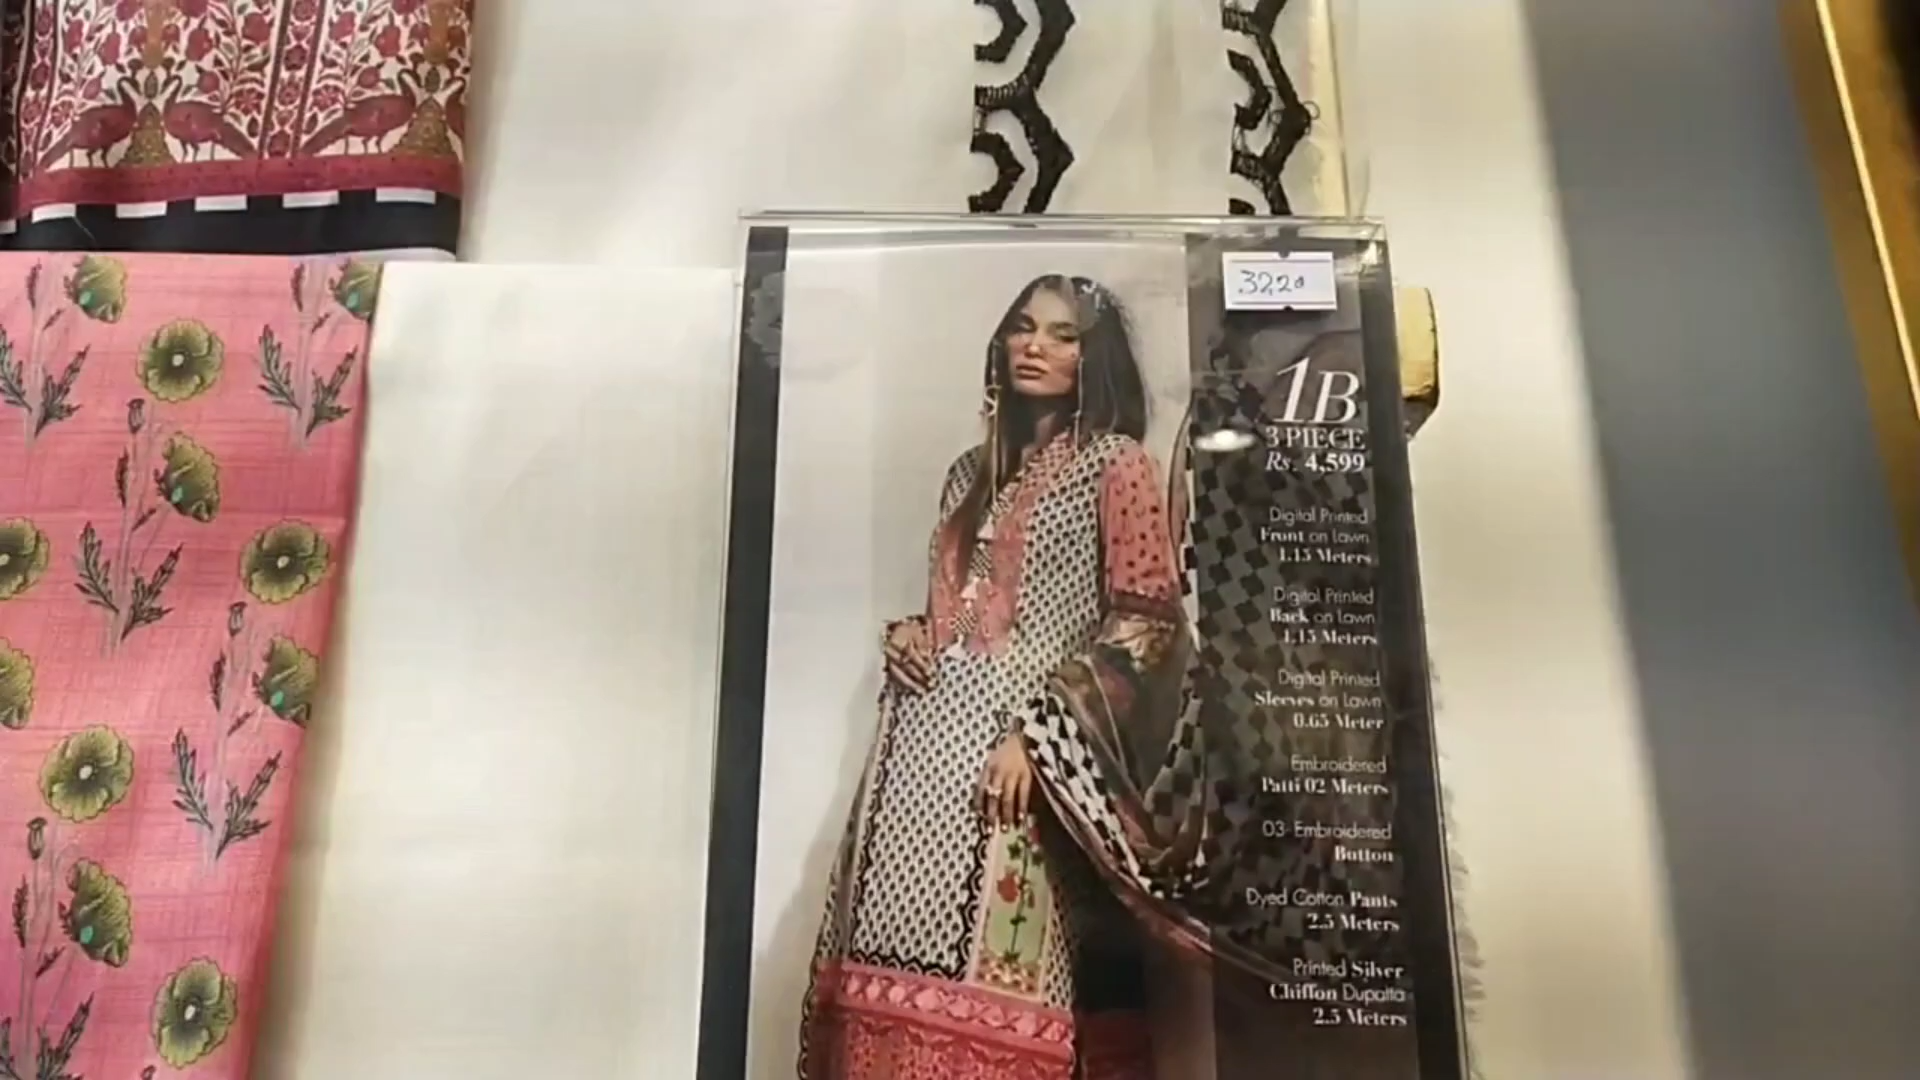 3220
1B
3 PIECE
Rs. 4,599
Digital Printed
Front on Lawn
1.15 Meters
Digital Printed
Back on Lawn
1.15 Meters
Digital Printed
Sleeves on Lawn
0.65 Meter
Embroidered
Patti 02 Meters
03- Embroidered
Button
Dyed Cotton Pants
2.5 Meters
Printed Silver
Chiffon Dupatta
2.5 Meters